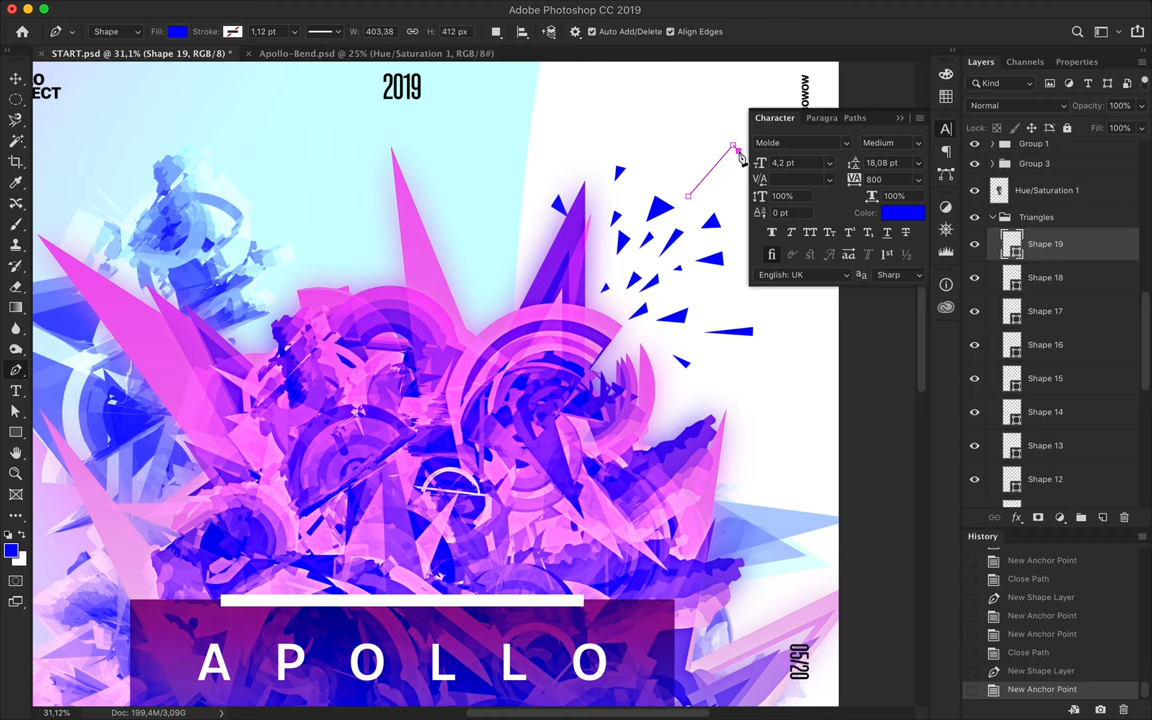 Adobe Photoshop CC 2019
Shape
Fill:
Stroke:
1,12 pt
W: 403,38
H: 412 px
Auto Add/Delete
Align Edges
START.psd @ 31,1% (Shape 19, RGB/8) *
Apollo-Bend.psd @ 25% (Hue/Saturation 1, RGB/8#)
O
ECT
2019
owow
Character
Paragra
Paths
Molde
Medium
4,2 pt
18,08 pt
800
100%
100%
0 pt
Color:
English: UK
Sharp
Layers
Channels
Properties
Kind
Normal
Opacity: 100%
Lock:
Fill: 100%
Group 1
Group 3
Hue/Saturation 1
Triangles
Shape 19
Shape 18
Shape 17
Shape 16
Shape 15
Shape 14
Shape 13
Shape 12
History
New Anchor Point
Close Path
New Shape Layer
New Anchor Point
New Anchor Point
Close Path
New Shape Layer
New Anchor Point
APOLLO
05/20
31,12%
Doc: 199,4M/3,09G